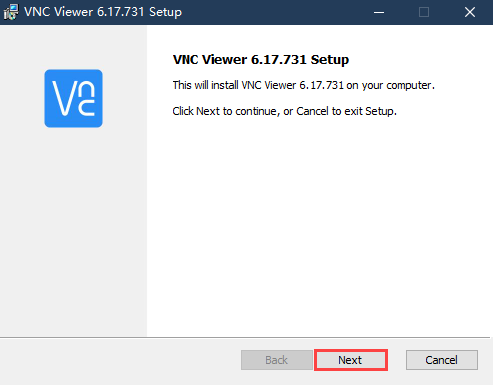 VNC Viewer 6.17.731 Setup
VNC Viewer 6.17.731 Setup
This will install VNC Viewer 6.17.731 on your computer.
Click Next to continue, or Cancel to exit Setup.
VNC
Back Next Cancel